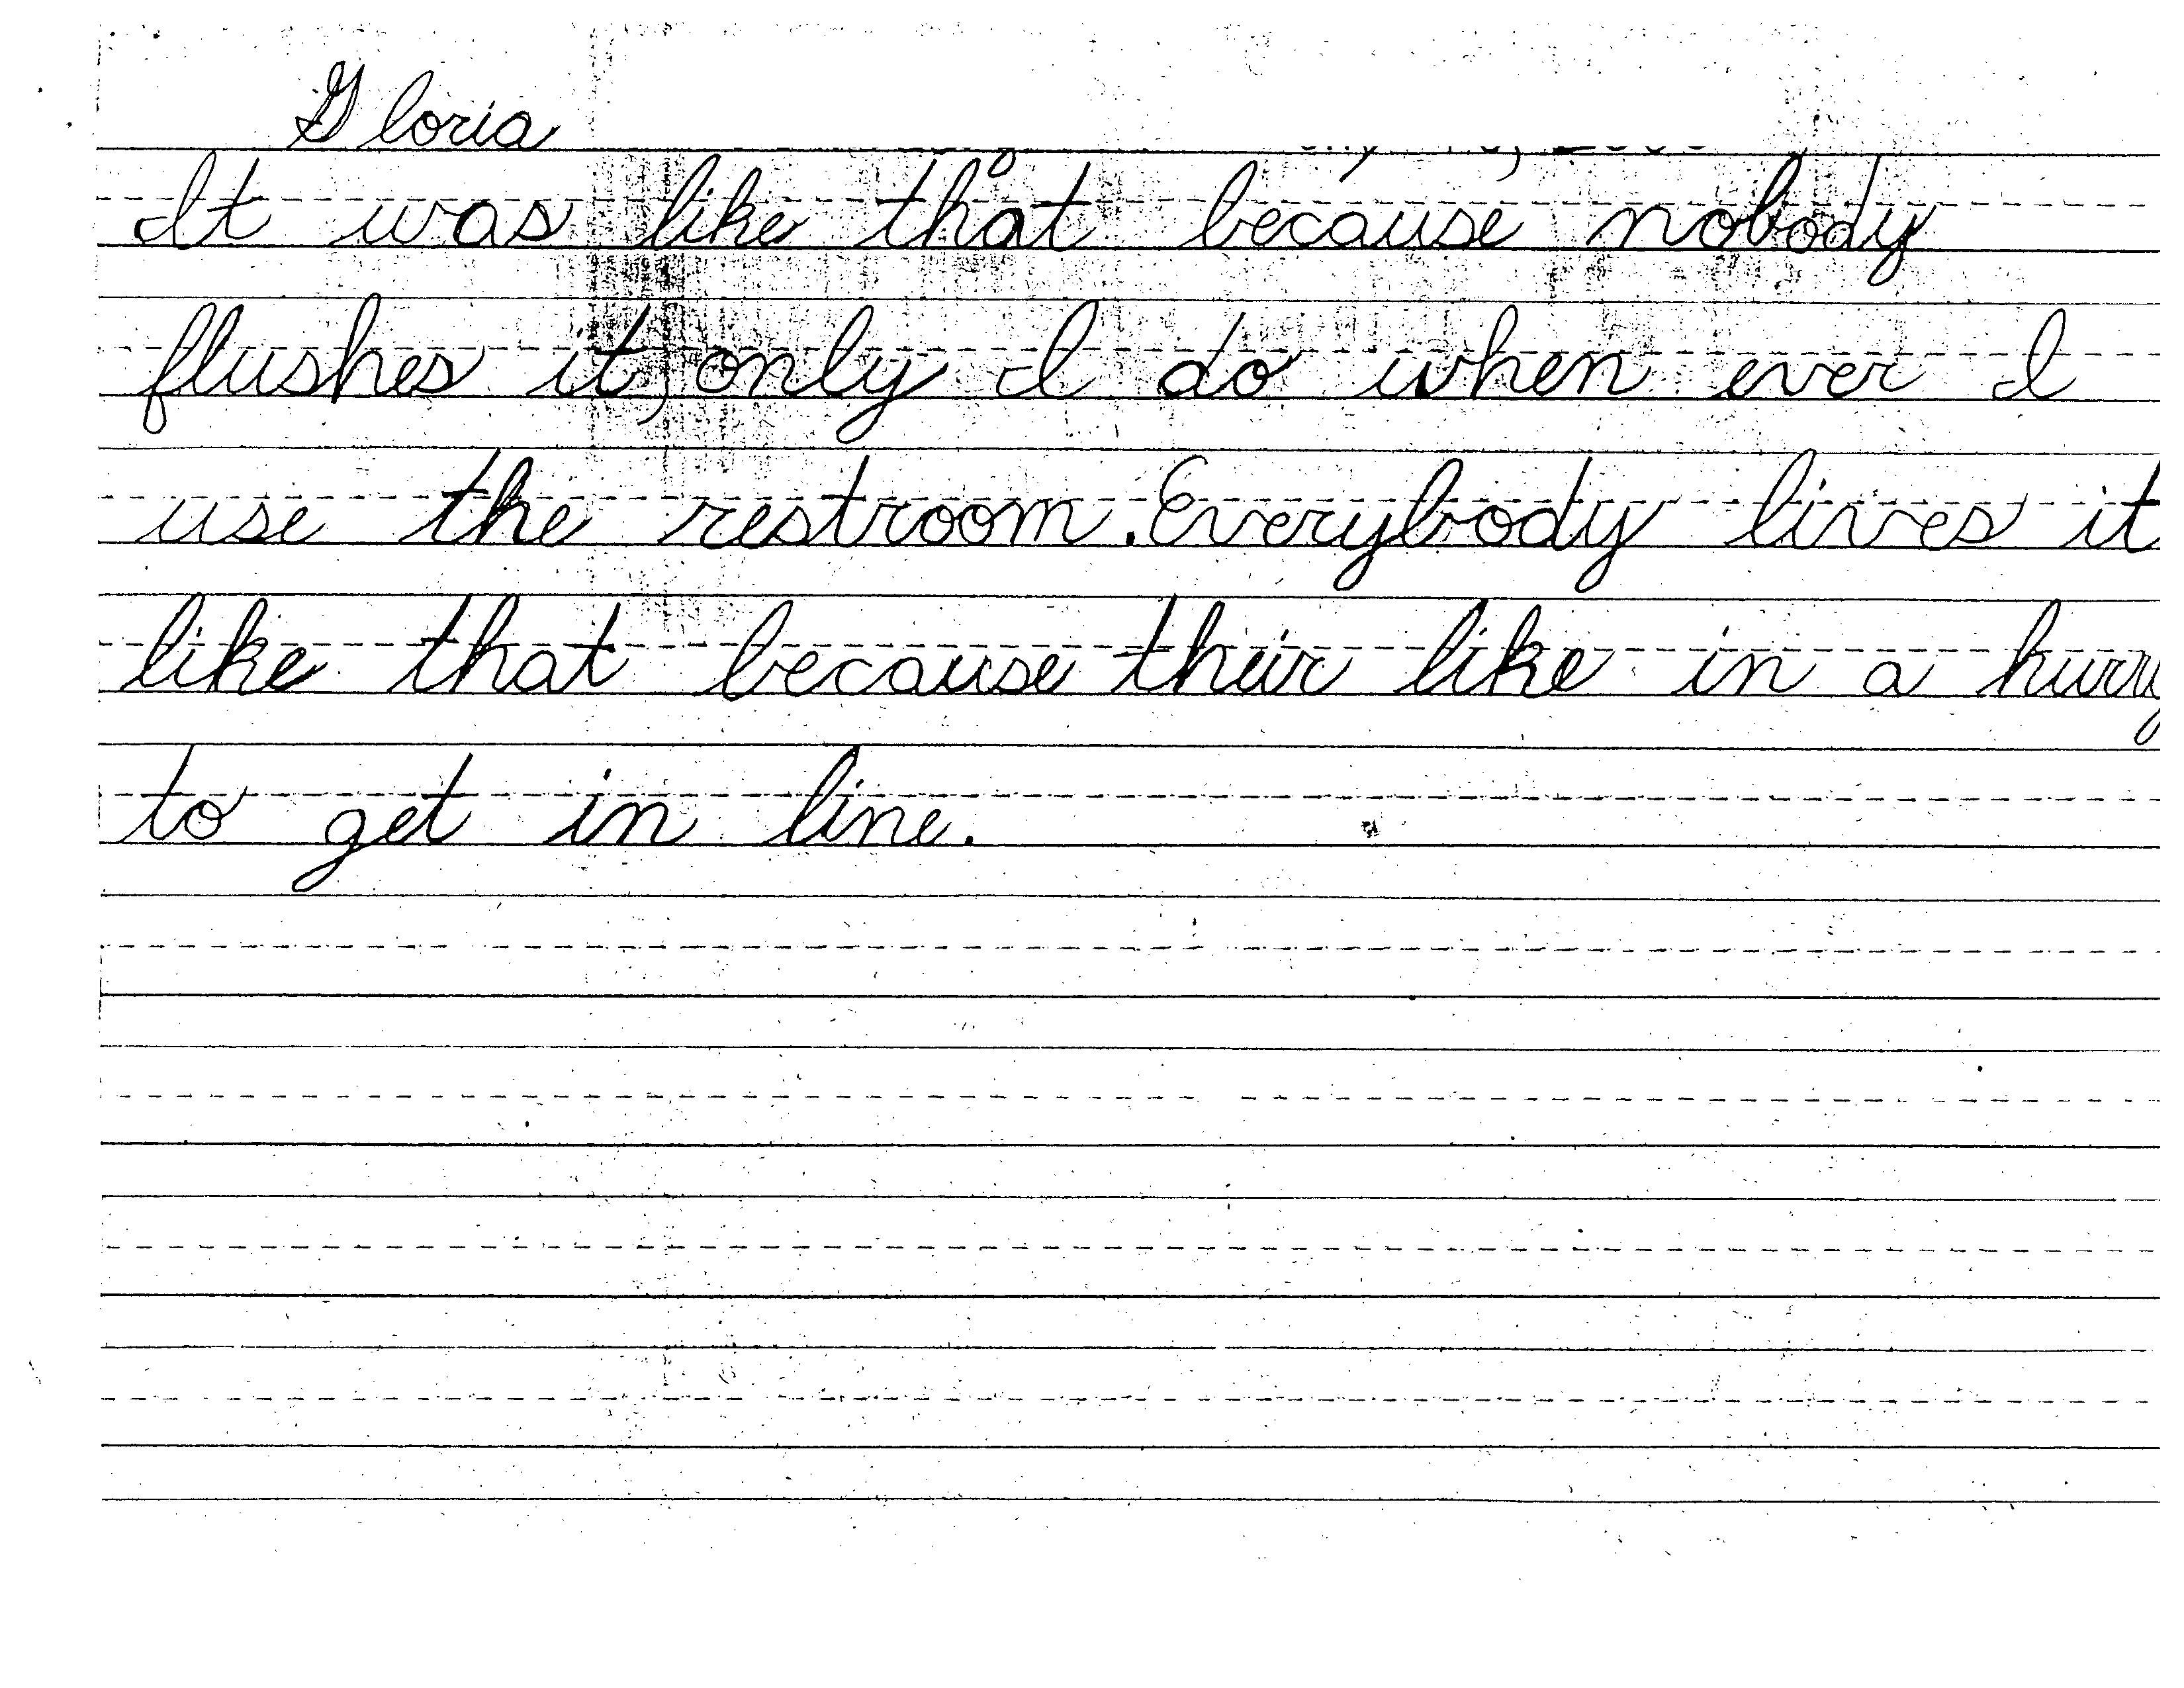 Gloria
It was like that because nobody
flushes it, only I do when ever I
use the restroom. Everybody lives it
like that because their like in a hurry
to get in line.